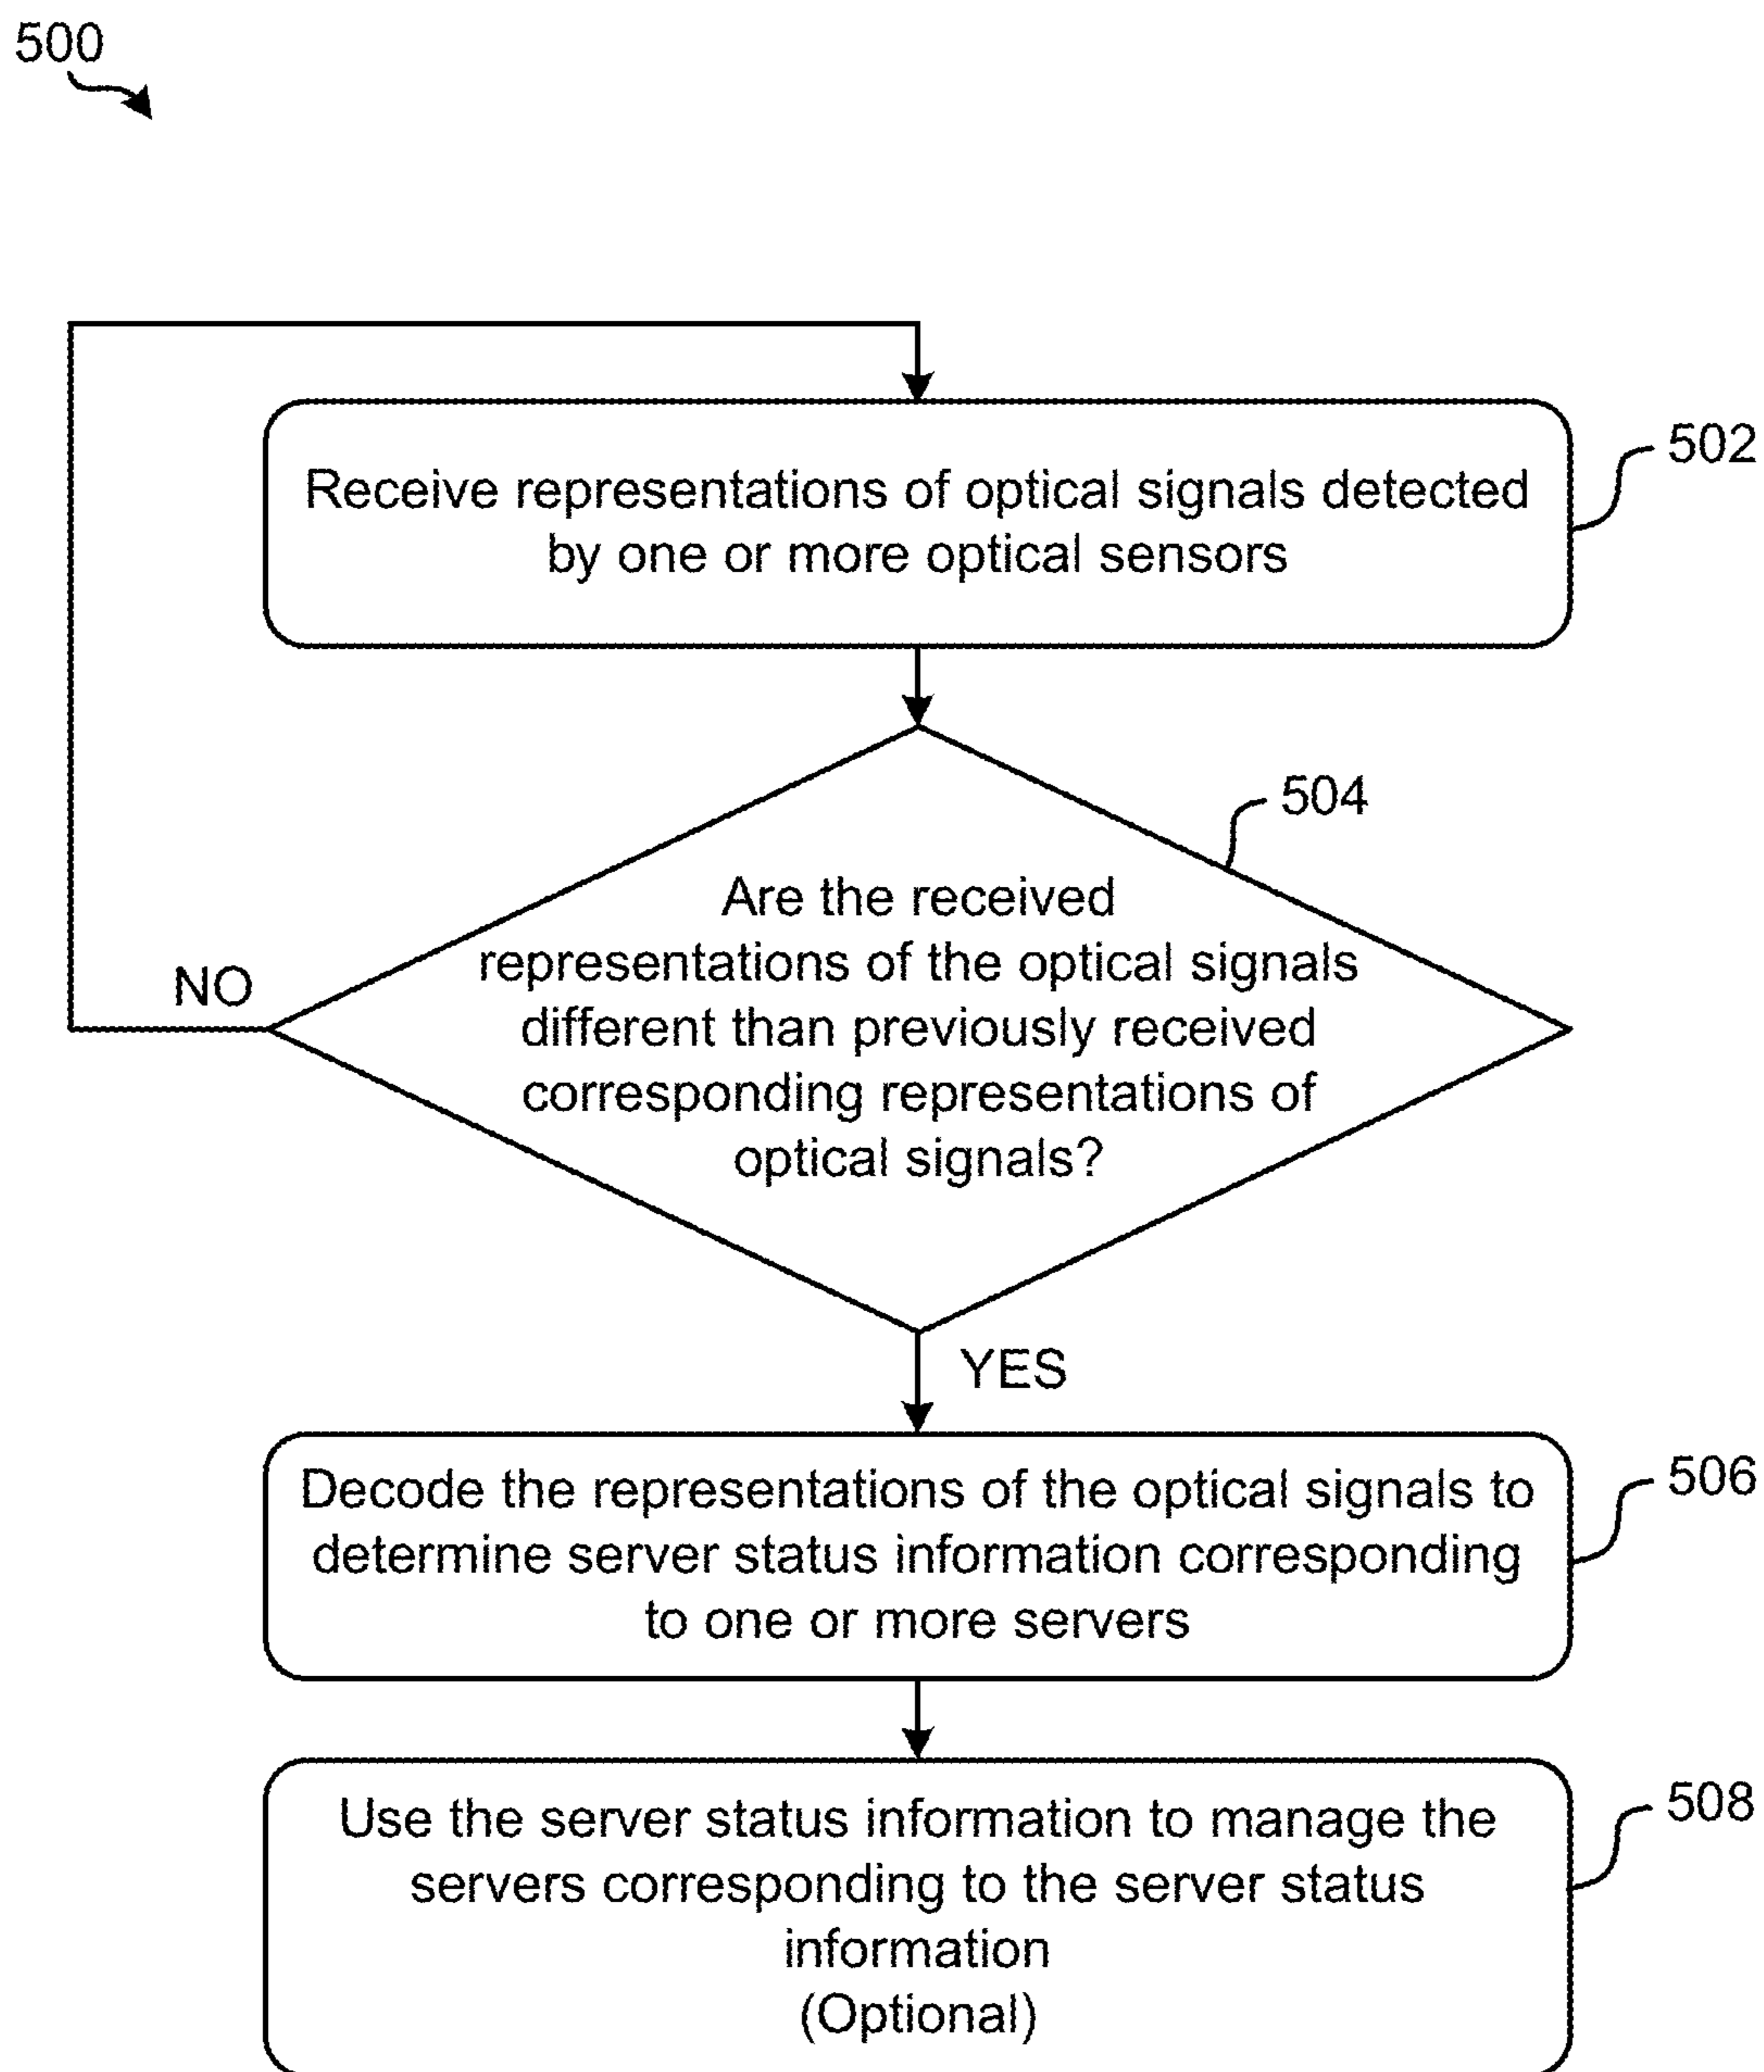 500
Receive representations of optical signals detected
by one or more optical sensors
502
504
Are the received
representations of the optical signals
different than previously received
corresponding representations of
optical signals?
NO
YES
Decode the representations of the optical signals to
determine server status information corresponding
to one or more servers
506
Use the server status information to manage the
servers corresponding to the server status
information
(Optional)
508